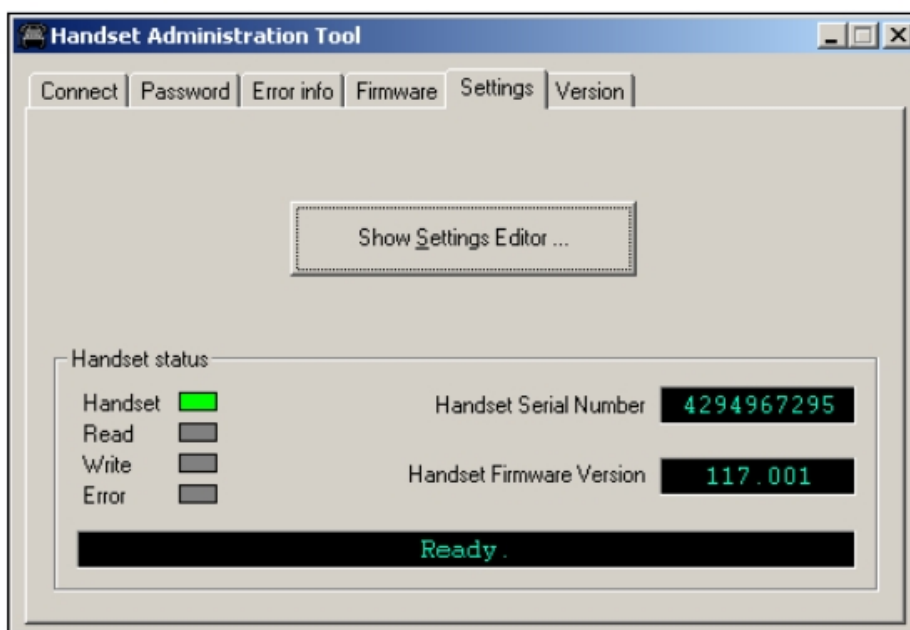 Handset Administration Tool
Connect Password Error info Firmware Settings Version
Show Settings Editor ...
Handset status
Handset Handset Serial Number 4294967295
Read
Write Handset Firmware Version 117.001
Error
Ready.